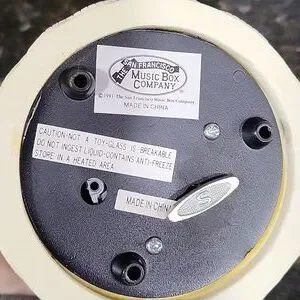 THE SAN FRANCISCO
MUSIC BOX
COMPANY
© 1991 The San Francisco Music Box Company
MADE IN CHINA
CAUTION-NOT A TOY-GLASS IS BREAKABLE
DO NOT INGEST LIQUID-CONTAINS ANTI-FREEZE
STORE IN A HEATED AREA
MADE IN CHINA
S